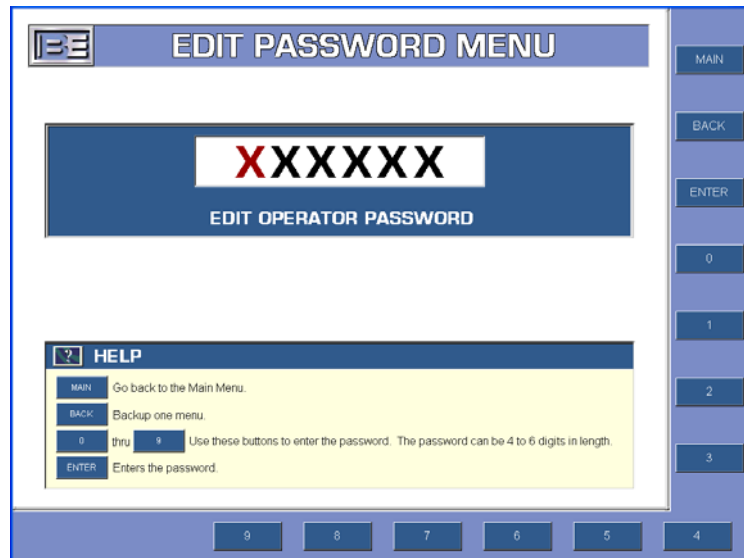 BE EDIT PASSWORD MENU
MAIN
BACK
XXXXXX
ENTER
EDIT OPERATOR PASSWORD
0
1
? HELP
MAIN Go back to the Main Menu.
2
BACK Backup one menu.
0 thru 9 Use these buttons to enter the password. The password can be 4 to 6 digits in length.
3
ENTER Enters the password.
9 8 7 6 5 4